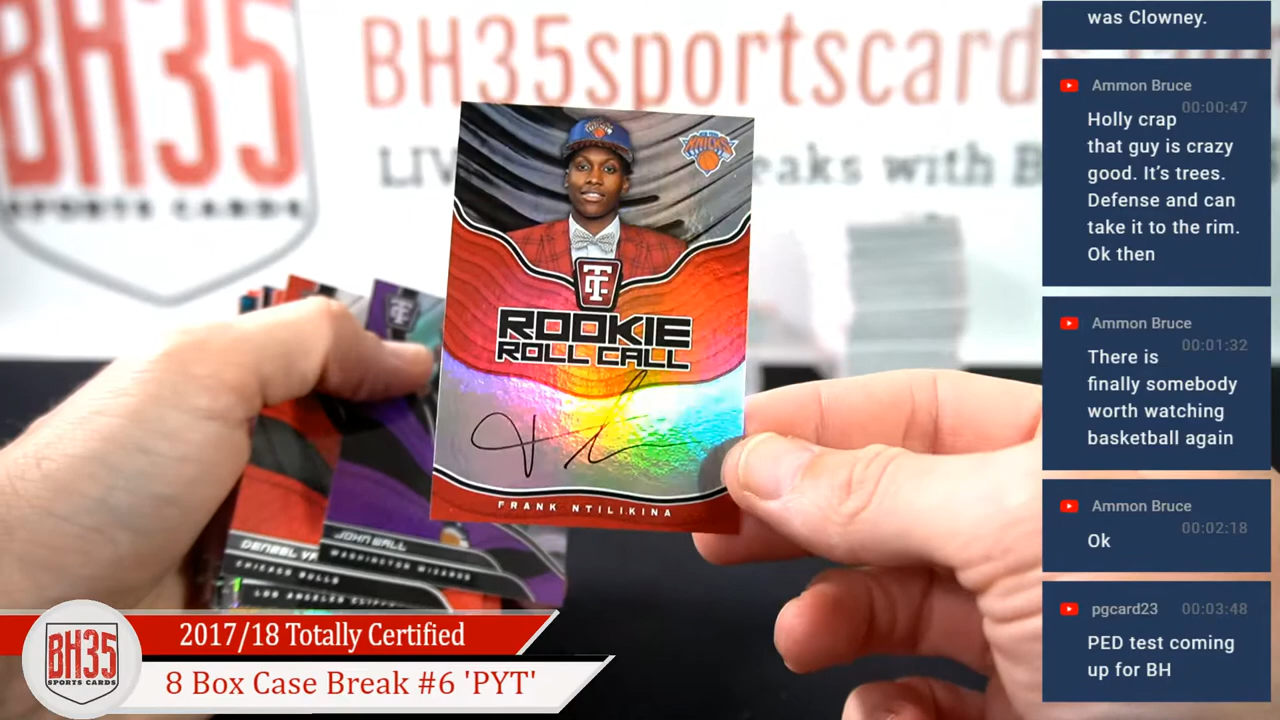 BH35
SPORTS CARDS
BH35sportscards
LIV
eaks with B
KNICKS
ROOKIE
ROLL CALL
FRANK NTILIKINA
JOHN WALL
WASHINGTON WIZARDS
CHICAGO BULLS
LOS ANGELES CLIPPERS
2017/18 Totally Certified
8 Box Case Break #6 'PYT'
BH35
SPORTS CARDS
was Clowney.
Ammon Bruce
00:00:47
Holly crap
that guy is crazy
good. It’s trees.
Defense and can
take it to the rim.
Ok then
Ammon Bruce
00:01:32
There is
finally somebody
worth watching
basketball again
Ammon Bruce
00:02:18
Ok
pgcard23 00:03:48
PED test coming
up for BH